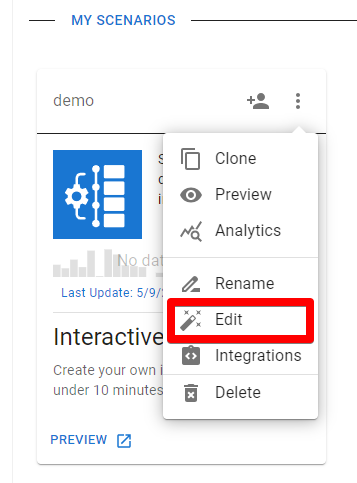 MY SCENARIOS
demo
Clone
Preview
Analytics
No dat
Last Update: 5/9/
Rename
Edit
Interactive
Integrations
Create your own i
under 10 minutes
Delete
PREVIEW